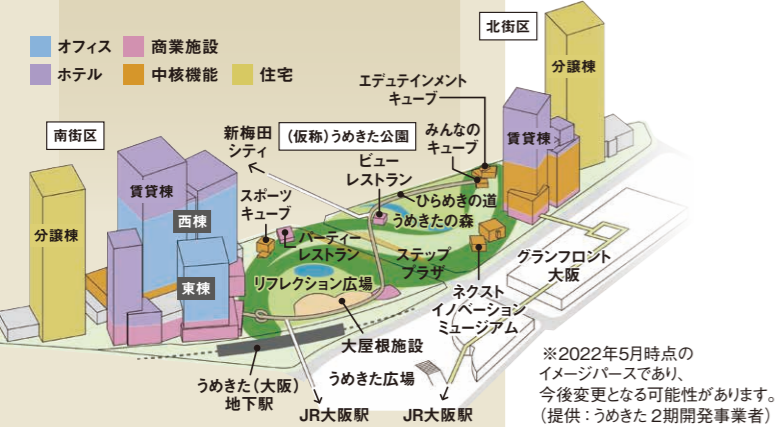 オフィス
商業施設
ホテル
中核機能
住宅
北街区
分譲棟
エデュテインメント
キューブ
みんなの
キューブ
賃貸棟
南街区
新梅田
シティ
(仮称)うめきた公園
ビュー
レストラン
賃貸棟
西棟
分譲棟
スポーツ
キューブ
ひらめきの道
うめきたの森
パーティー
レストラン
ステップ
プラザ
東棟
リフレクション広場
グランフロント
大阪
ネクスト
イノベーション
ミュージアム
大屋根施設
うめきた広場
うめきた(大阪)
地下駅
JR大阪駅
JR大阪駅
※2022年5月時点の
イメージパースであり、
今後変更となる可能性があります。
(提供:うめきた2期開発事業者)